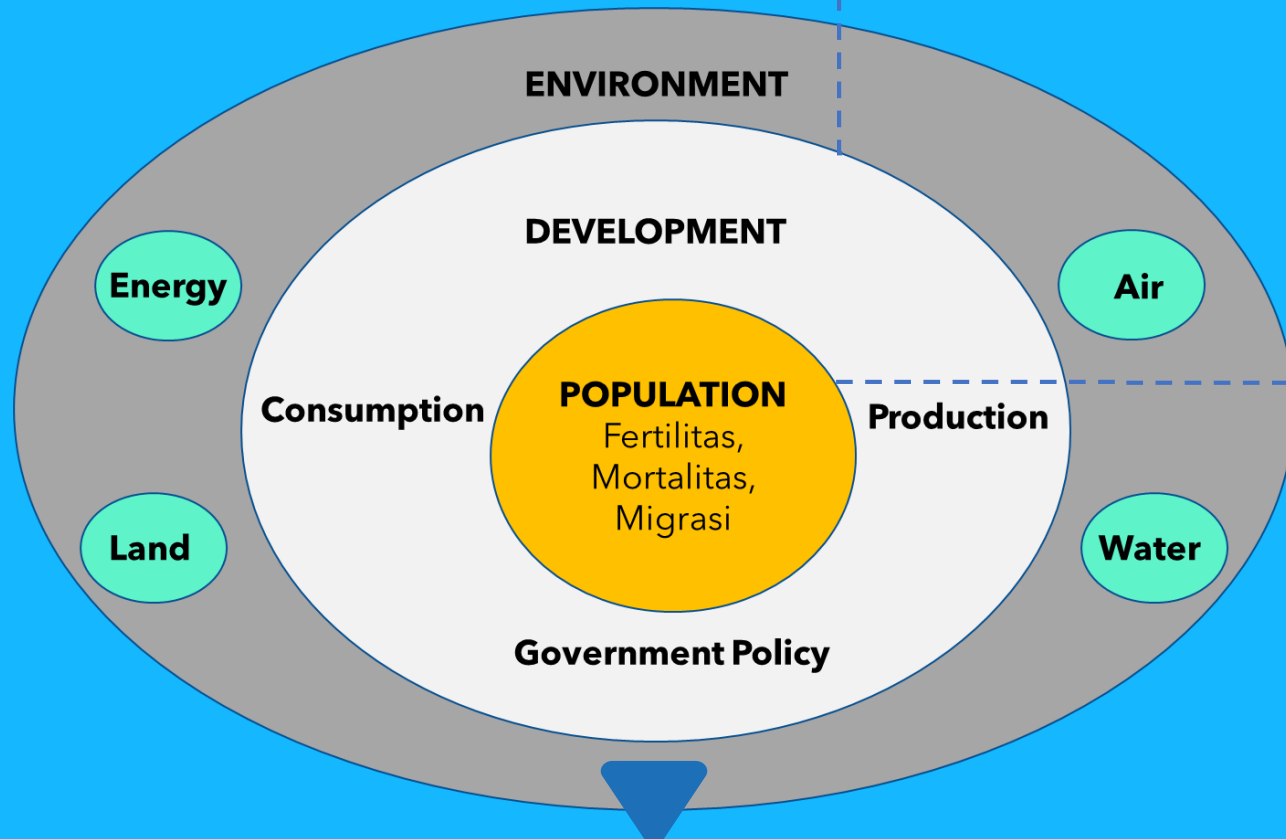 ENVIRONMENT
DEVELOPMENT
Energy
Air
POPULATION
Fertilitas,
Mortalitas,
Migrasi
Consumption
Production
Land
Water
Government Policy